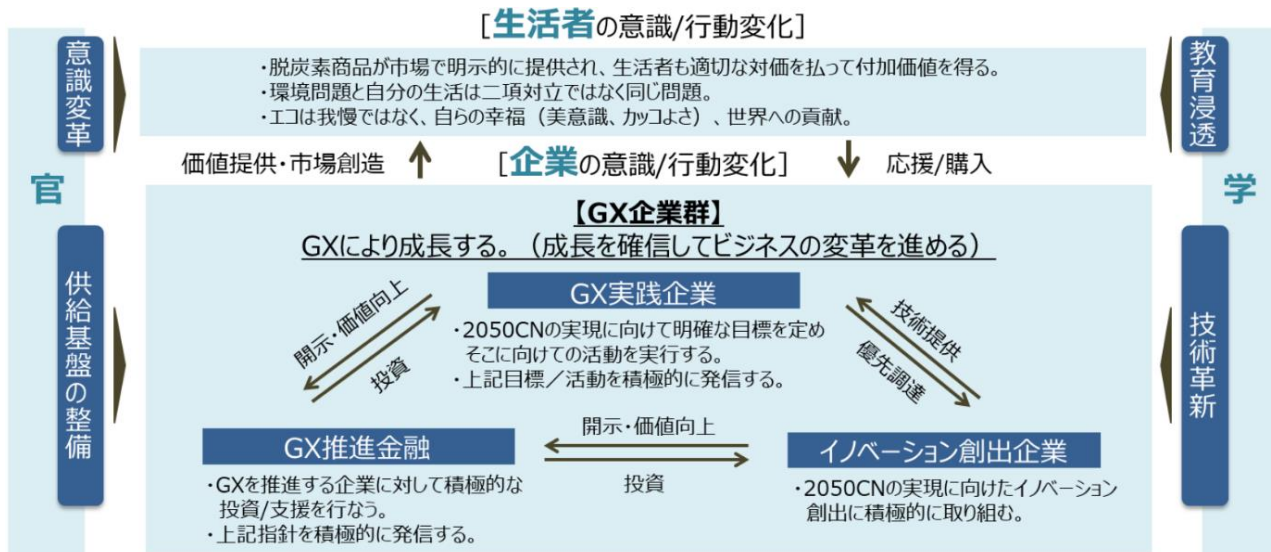 [生活者の意識/行動変化]
官
意識変革
・脱炭素商品が市場で明示的に提供され、生活者も適切な対価を払って付加価値を得る。
・環境問題と自分の生活は二項対立ではなく同じ問題。
・エコは我慢ではなく、自らの幸福（美意識、カッコよさ）、世界への貢献。
教育浸透
学
価値提供・市場創造
[企業の意識/行動変化]
応援/購入
供給基盤の整備
【GX企業群】
GXにより成長する。（成長を確信してビジネスの変革を進める）
GX実践企業
・2050CNの実現に向けて明確な目標を定め
そこに向けての活動を実行する。
・上記目標／活動を積極的に発信する。
開示・価値向上
投資
技術提供
優先調達
技術革新
GX推進金融
・GXを推進する企業に対して積極的な
投資/支援を行なう。
・上記指針を積極的に発信する。
開示・価値向上
投資
イノベーション創出企業
・2050CNの実現に向けたイノベーション
創出に積極的に取り組む。